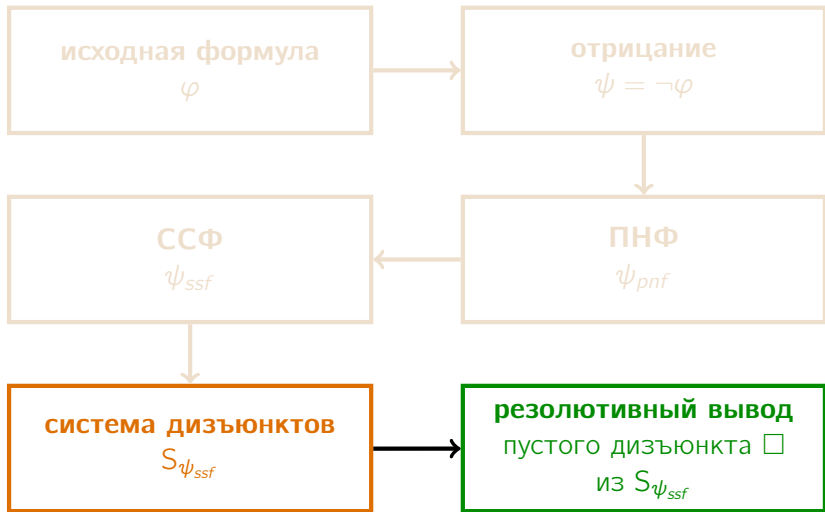 исходная формула
φ
отрицание
ψ = ¬φ
ССФ
ψ_ssf
ПНФ
ψ_pnf
система дизъюнктов
S_ψ_ssf
резолютивный вывод
пустого дизъюнкта □
из S_ψ_ssf